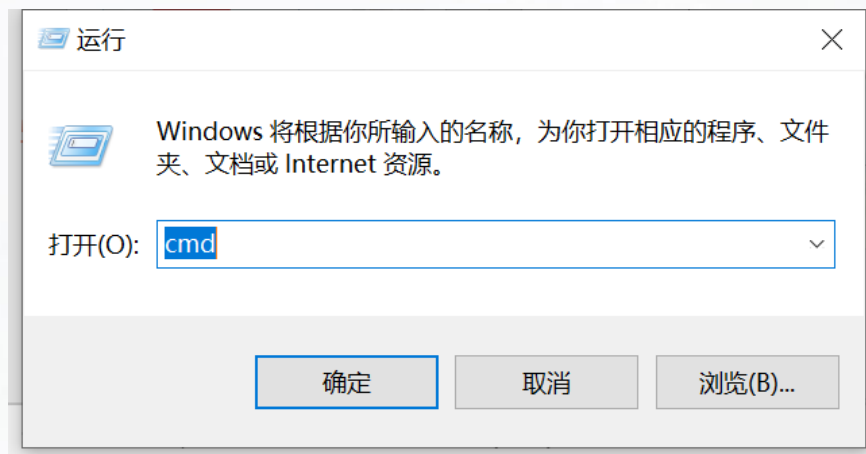 运行
Windows 将根据你所输入的名称，为你打开相应的程序、文件
夹、文档或 Internet 资源。
打开(O): cmd
确定 取消 浏览(B)...